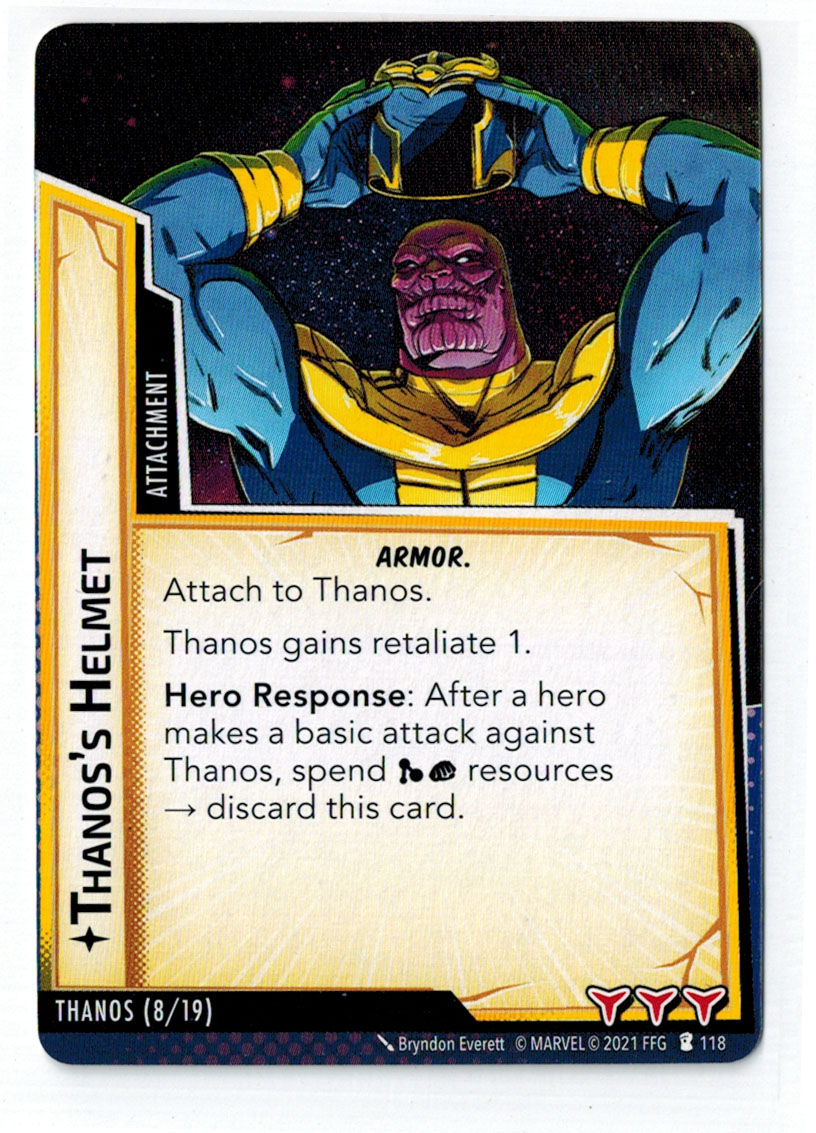 ATTACHMENT
THANOS'S HELMET
ARMOR.
Attach to Thanos.
Thanos gains retaliate 1.
Hero Response: After a hero
makes a basic attack against
Thanos, spend resources
→ discard this card.
THANOS (8/19)
Bryndon Everett © MARVEL © 2021 FFG 118